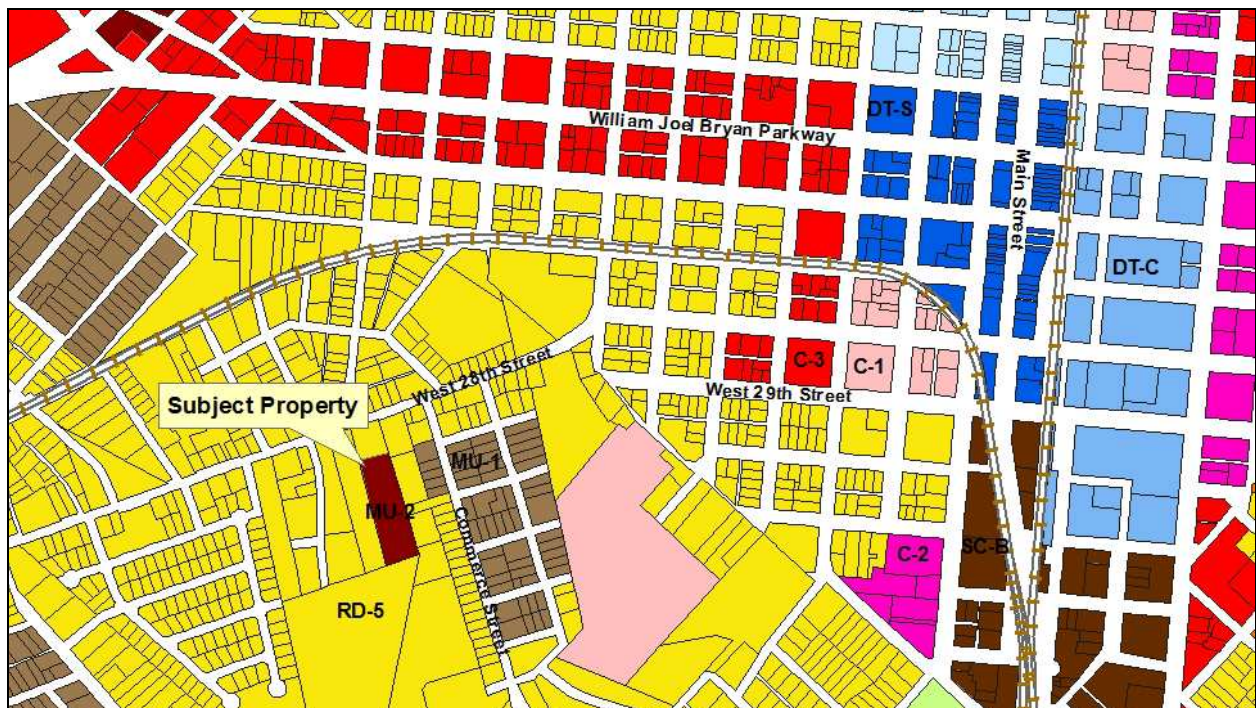 DT-S
William Joel Bryan Parkway
Main Street
DT-C
C-3
C-1
West 28th Street
West 29th Street
Subject Property
MU-1
MU-2
Commerce Street
C-2
SC-B
RD-5